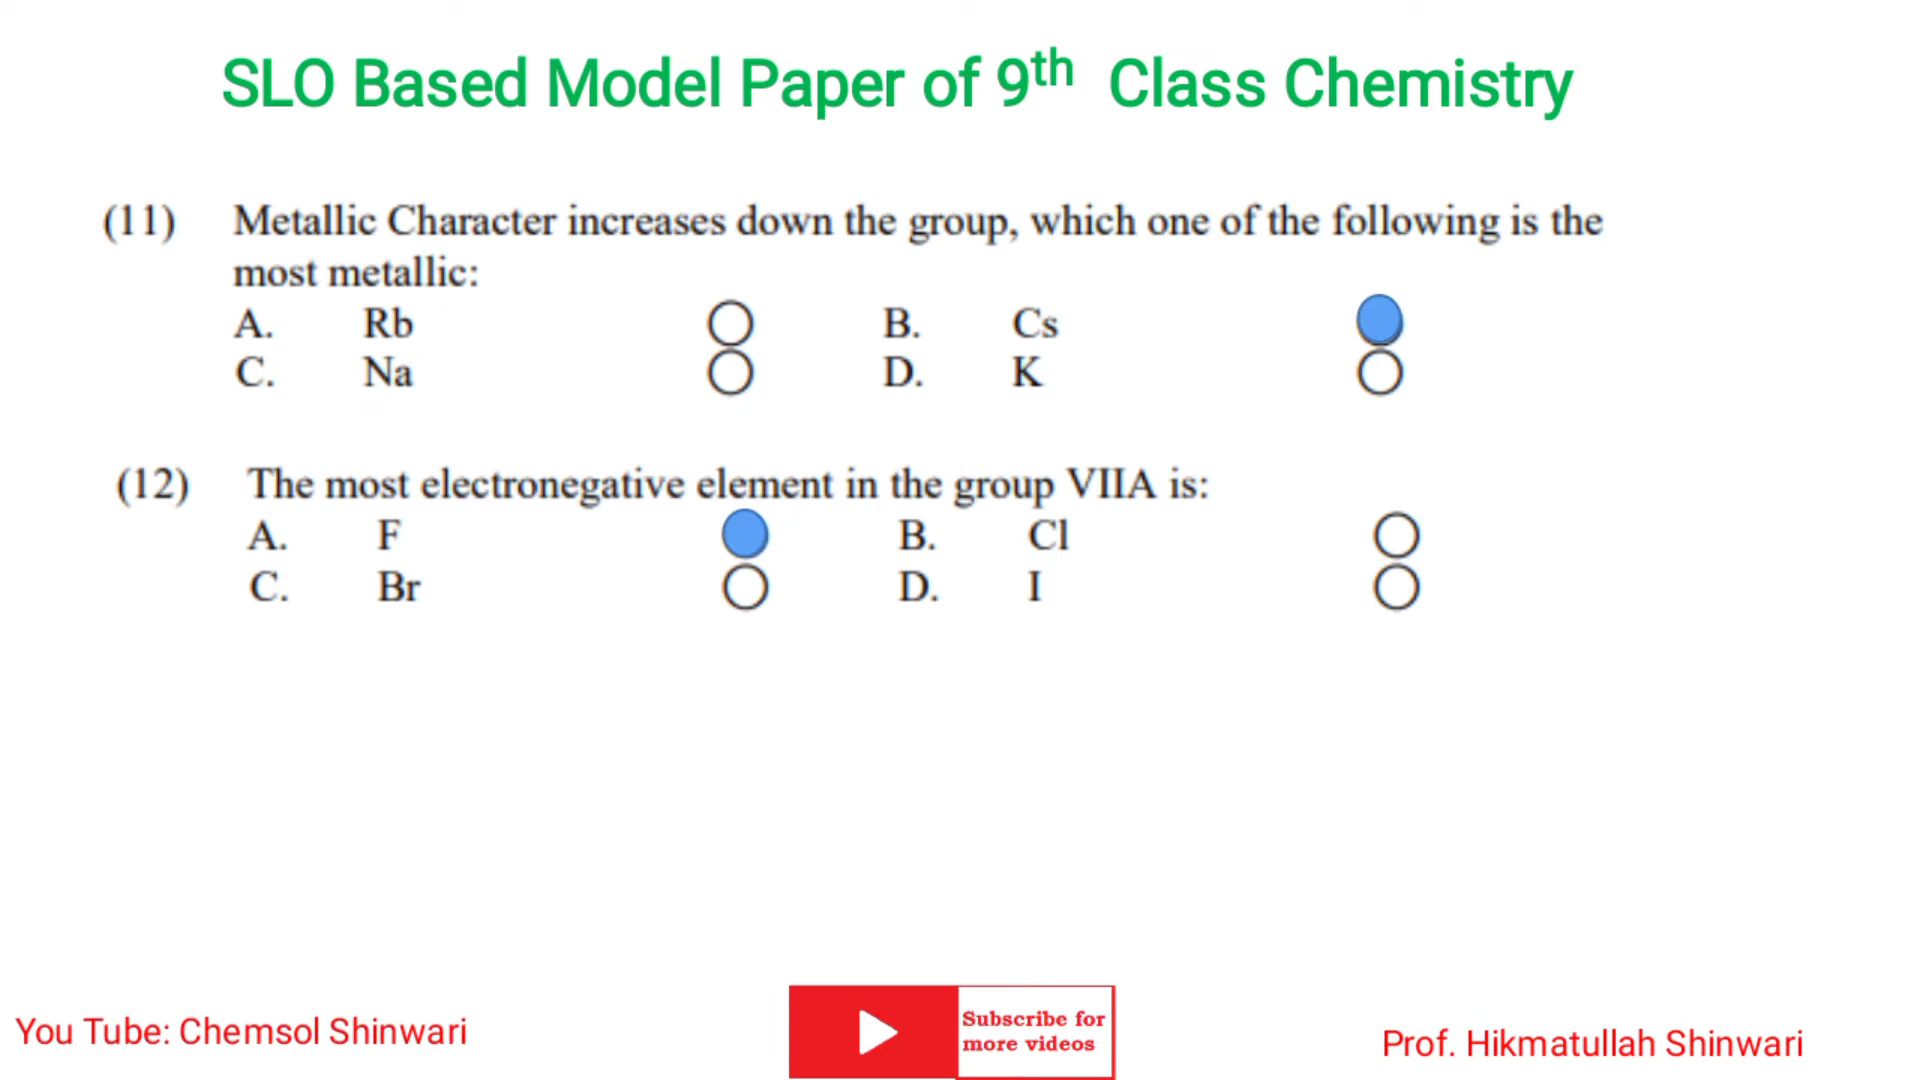 SLO Based Model Paper of 9th Class Chemistry
(11) Metallic Character increases down the group, which one of the following is the
most metallic:
A. Rb B. Cs
C. Na D. K
(12) The most electronegative element in the group VIIA is:
A. F B. Cl
C. Br D. I
Subscribe for
more videos
You Tube: Chemsol Shinwari
Prof. Hikmatullah Shinwari